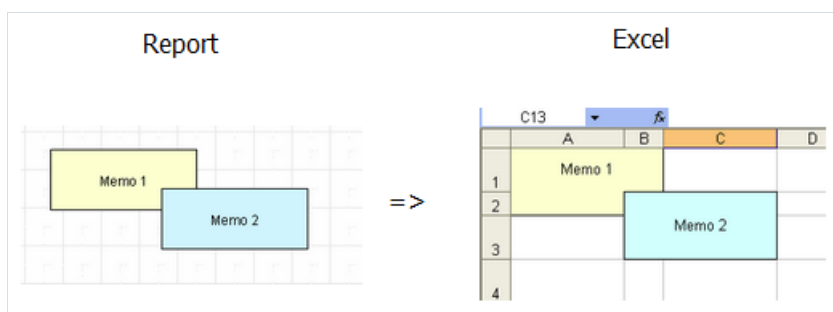 Report
Excel
C13
fx
A B C D
1
2
3
4
Memo 1
Memo 2
=>
Memo 1
Memo 2